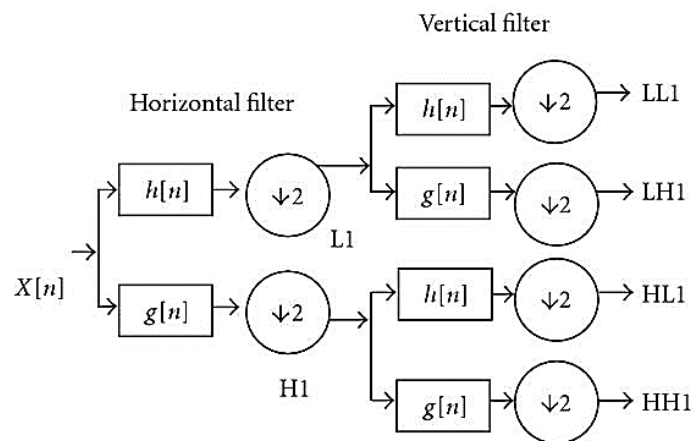 Vertical filter
Horizontal filter
h[n]
↓2
LL1
g[n]
↓2
LH1
h[n]
↓2
L1
X[n]
g[n]
↓2
H1
h[n]
↓2
HL1
g[n]
↓2
HH1